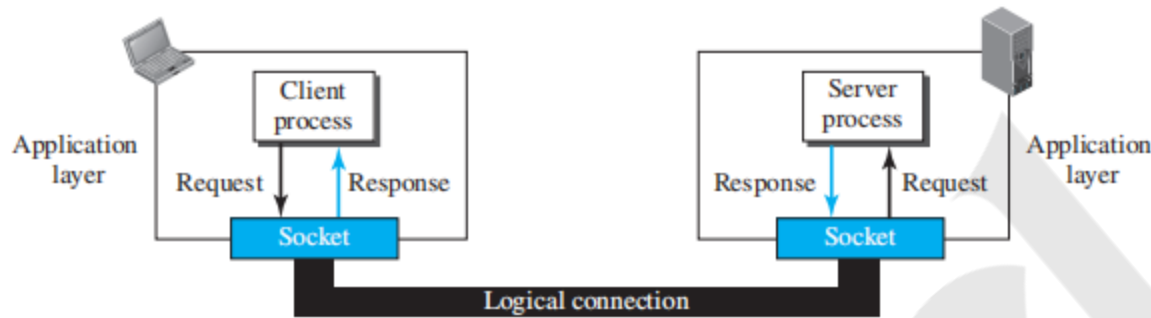 Client
process
Server
process
Application
layer
Request
Response
Response
Request
Application
layer
Socket
Socket
Logical connection